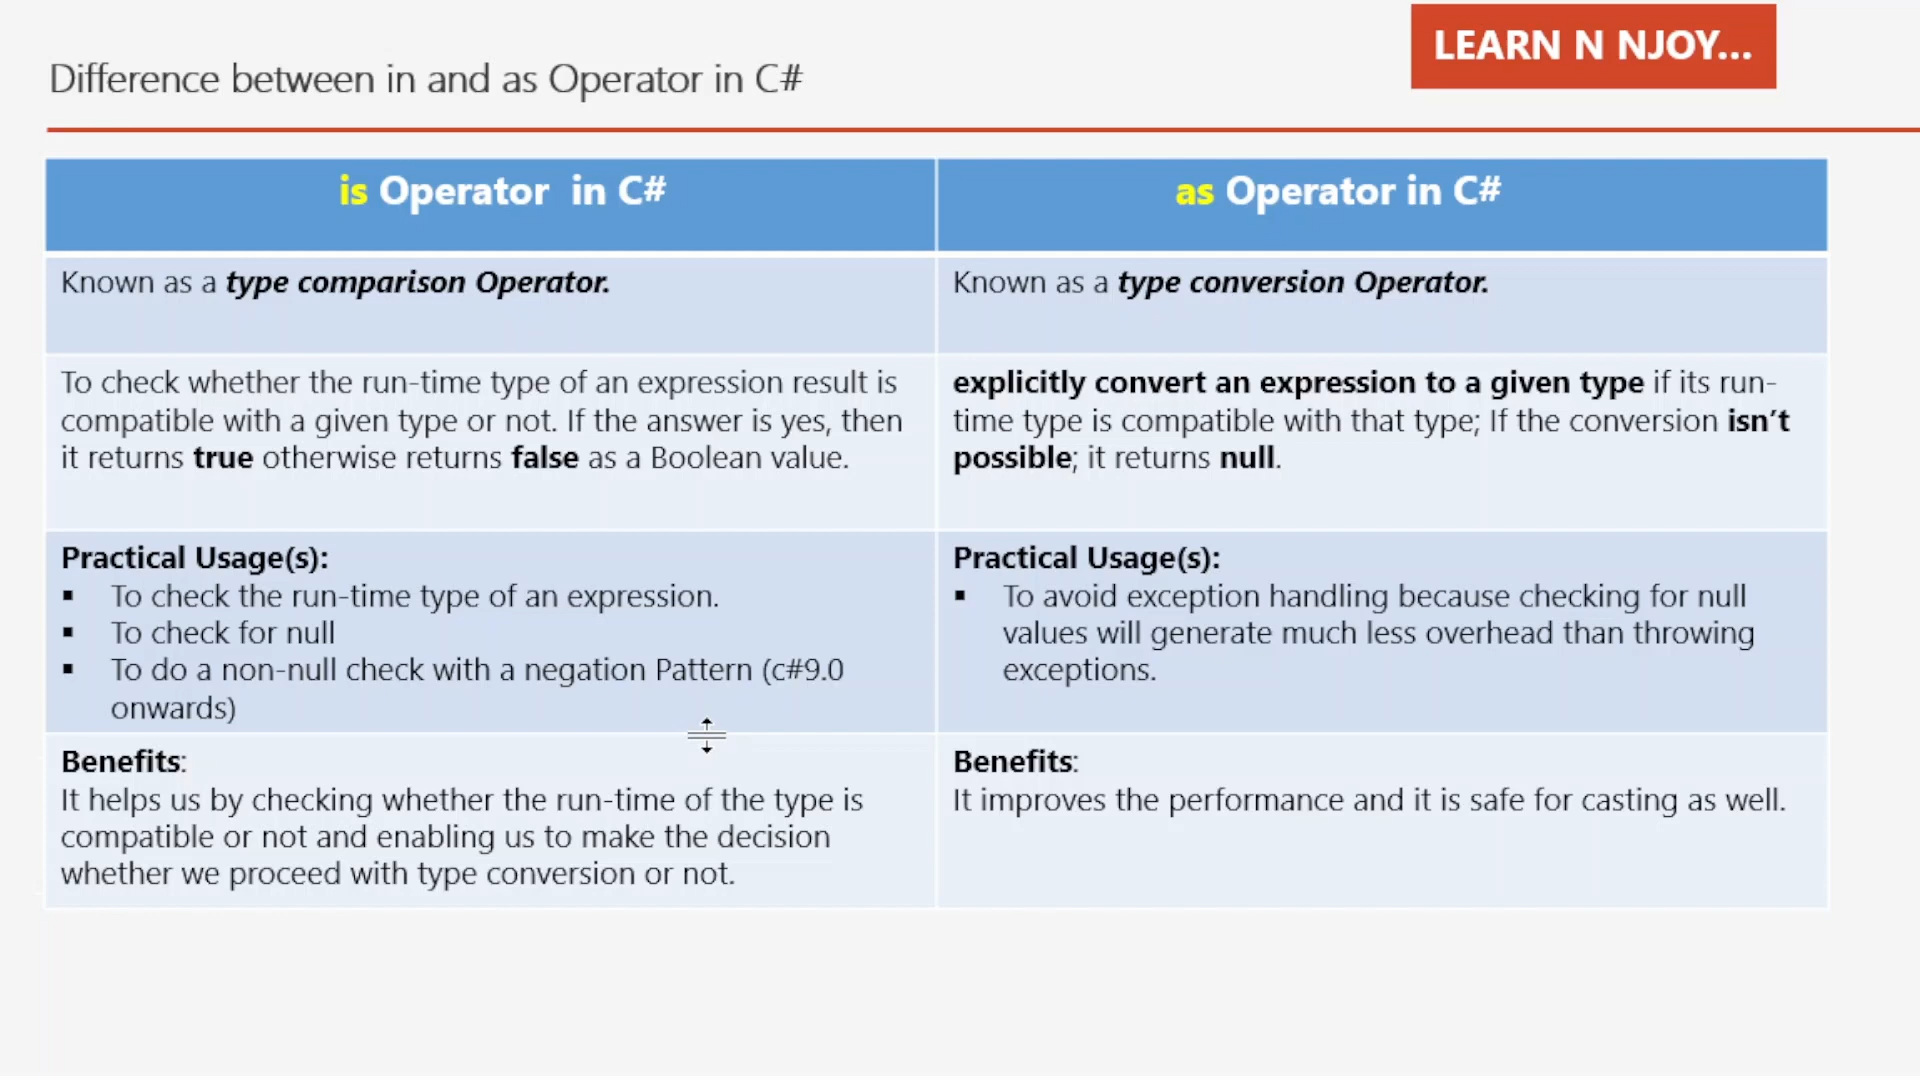 LEARN N NJOY...
Difference between in and as Operator in C#
is Operator  in C#
as Operator in C#
Known as a type comparison Operator.
Known as a type conversion Operator.
To check whether the run-time type of an expression result is
compatible with a given type or not. If the answer is yes, then
it returns true otherwise returns false as a Boolean value.
explicitly convert an expression to a given type if its run-
time type is compatible with that type; If the conversion isn't
possible; it returns null.
Practical Usage(s):
▪ To check the run-time type of an expression.
▪ To check for null
▪ To do a non-null check with a negation Pattern (c#9.0
onwards)
Practical Usage(s):
▪ To avoid exception handling because checking for null
values will generate much less overhead than throwing
exceptions.
Benefits:
It helps us by checking whether the run-time of the type is
compatible or not and enabling us to make the decision
whether we proceed with type conversion or not.
Benefits:
It improves the performance and it is safe for casting as well.